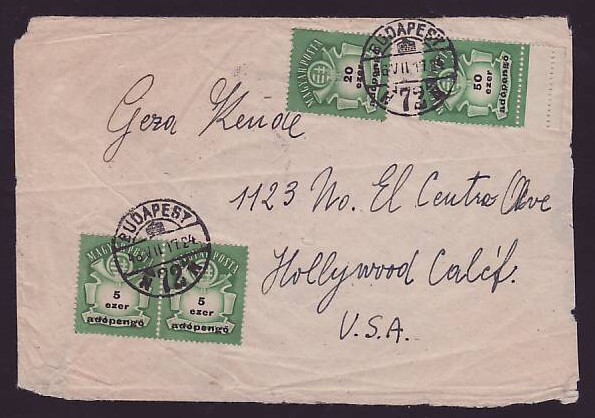 MAGYAR POSTA
20
ezer
adópengő
50
ezer
adópengő
BUDAPEST
72
Geza Kende
1123 No. El Centro Ave
Hollywood Calif.
U.S.A.
BUDAPEST
72
MAGYAR POSTA
5
ezer
adópengő
5
ezer
adópengő